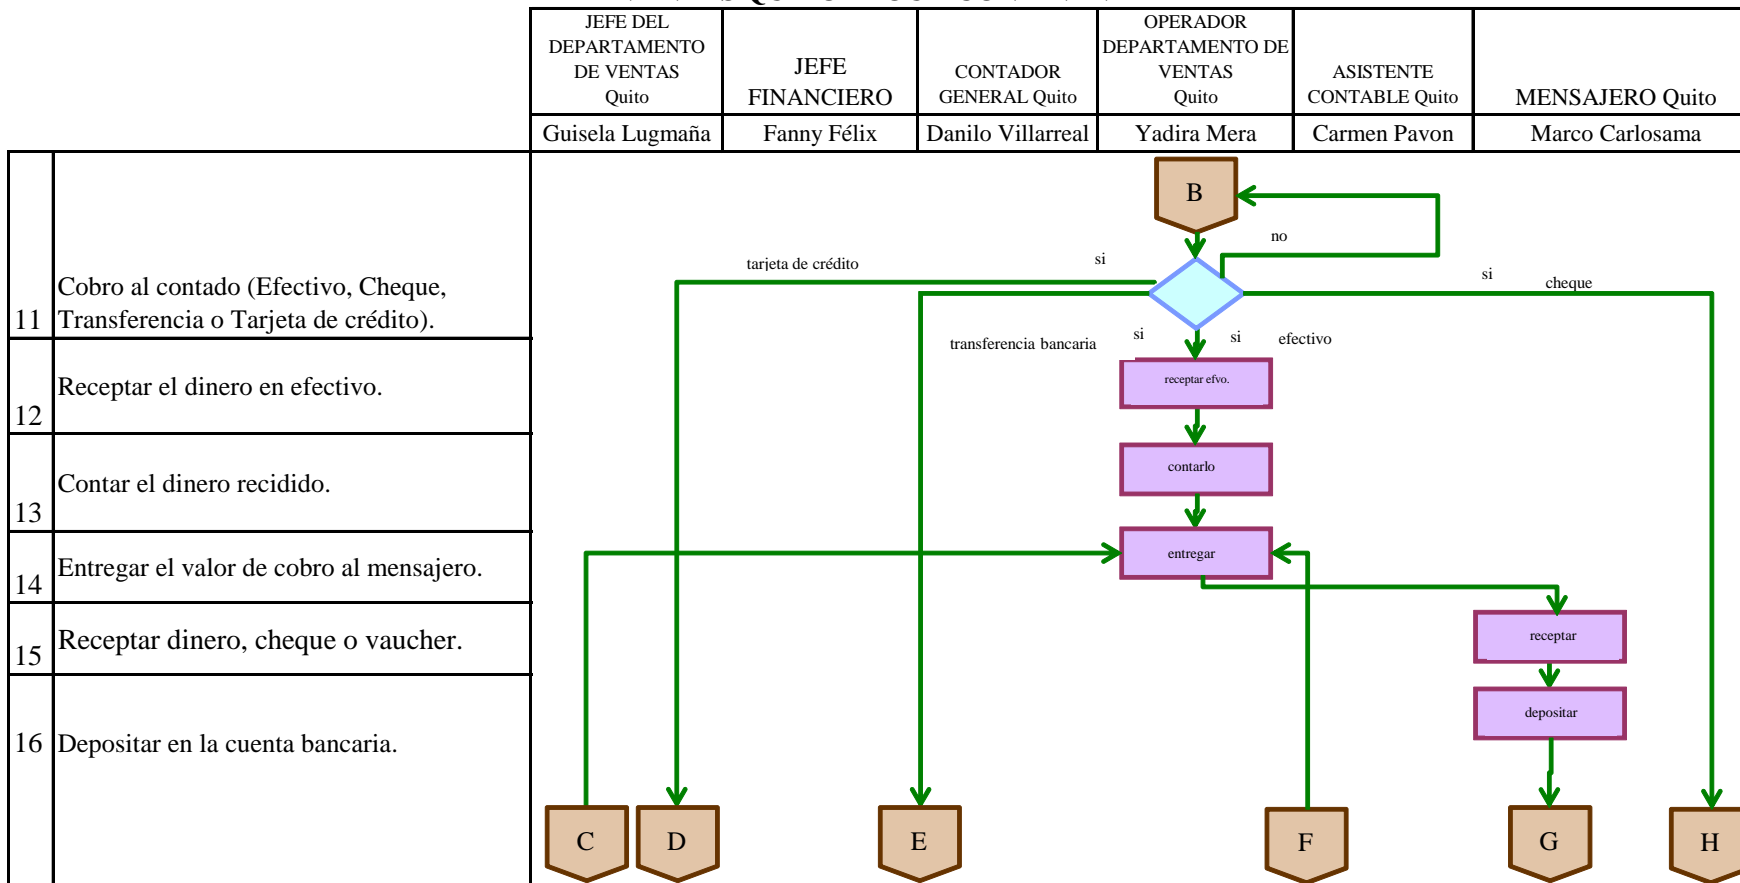 JEFE DEL
DEPARTAMENTO
DE VENTAS
Quito
JEFE
FINANCIERO
CONTADOR
GENERAL Quito
OPERADOR
DEPARTAMENTO DE
VENTAS
Quito
ASISTENTE
CONTABLE Quito
MENSAJERO Quito
Guisela Lugmaña
Fanny Félix
Danilo Villarreal
Yadira Mera
Carmen Pavon
Marco Carlosama
B
no
tarjeta de crédito
si
si
cheque
11
Cobro al contado (Efectivo, Cheque,
Transferencia o Tarjeta de crédito).
transferencia bancaria
si
si
efectivo
12
Receptar el dinero en efectivo.
receptar efvo.
13
Contar el dinero recidido.
contarlo
14
Entregar el valor de cobro al mensajero.
entregar
15
Receptar dinero, cheque o vaucher.
receptar
16
Depositar en la cuenta bancaria.
depositar
C
D
E
F
G
H